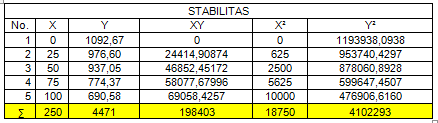 STABILITAS
No. X Y XY X² Y²
1 0 1092,67 0 0 1193938,0938
2 25 976,60 24414,90874 625 953740,4297
3 50 937,05 46852,45172 2500 878060,8928
4 75 774,37 58077,67996 5625 599647,4507
5 100 690,58 69058,4257 10000 476906,6160
∑ 250 4471 198403 18750 4102293